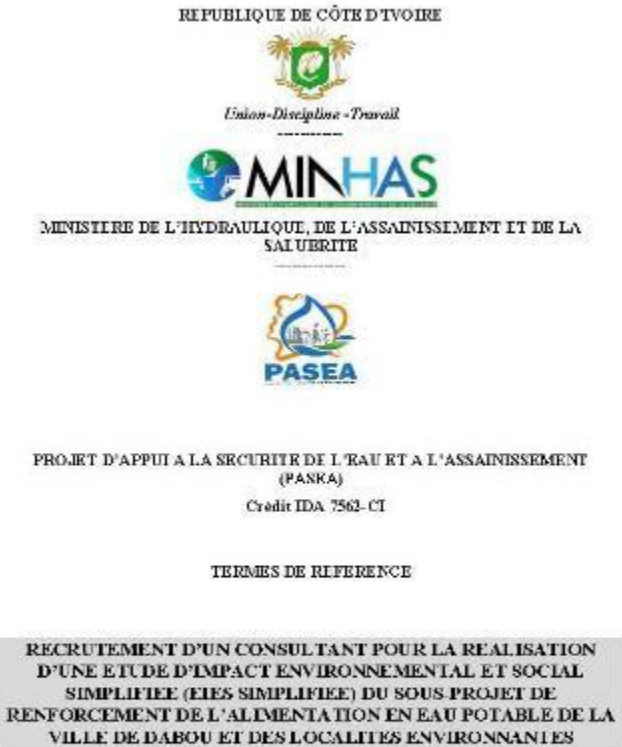 REPUBLIQUE DE CÔTE D'IVOIRE
Union-Discipline -Travail
------------
MINHAS
MINISTERE DE L'HYDRAULIQUE, DE L'ASSAINISSEMENT ET DE LA
SALUBRITE
------------
PASEA
PROJET D'APPUI A LA SECURITE DE L'EAU ET A L'ASSAINISSEMENT
(PASEA)
Crédit IDA 7562-CI
TERMES DE REFERENCE
RECRUTEMENT D'UN CONSULTANT POUR LA REALISATION
D'UNE ETUDE D'IMPACT ENVIRONNEMENTAL ET SOCIAL
SIMPLIFIEE (EIES SIMPLIFIEE) DU SOUS-PROJET DE
RENFORCEMENT DE L'ALIMENTATION EN EAU POTABLE DE LA
VILLE DE DABOU ET DES LOCALITES ENVIRONNANTES